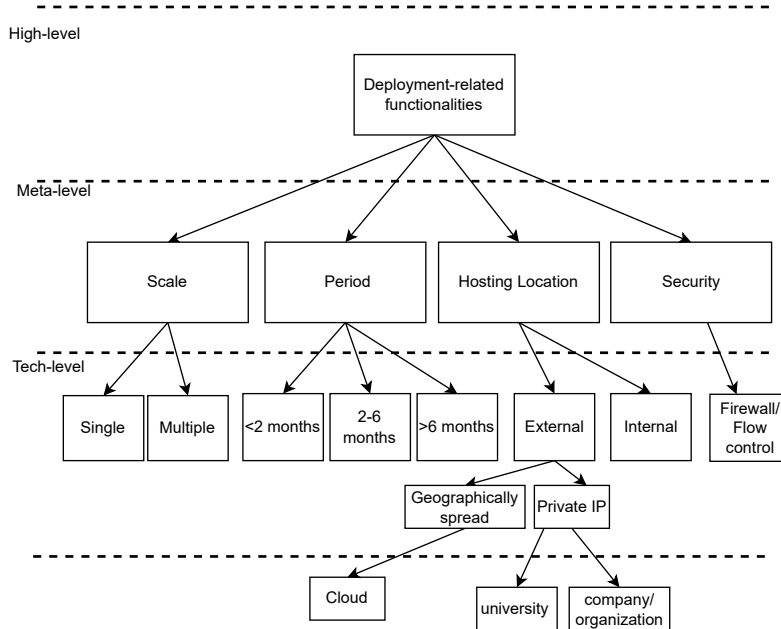 High-level
Deployment-related
functionalities
Meta-level
Scale
Period
Hosting Location
Security
Tech-level
Single
Multiple
<2 months
2-6
months
>6 months
External
Internal
Firewall/
Flow
control
Geographically
spread
Private IP
Cloud
university
company/
organization